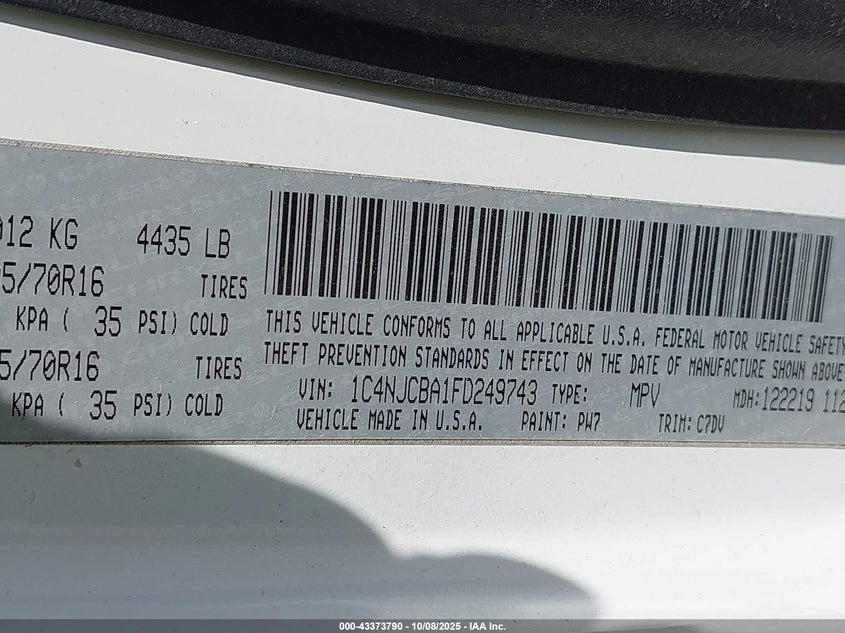 012 KG 4435 LB
5/70R16 TIRES
KPA ( 35 PSI) COLD
5/70R16 TIRES
KPA ( 35 PSI) COLD
THIS VEHICLE CONFORMS TO ALL APPLICABLE U.S.A. FEDERAL MOTOR VEHICLE SAFETY
THEFT PREVENTION STANDARDS IN EFFECT ON THE DATE OF MANUFACTURE SHOWN ABOVE
VIN: 1C4NJCBA1FD249743 TYPE: MPV MDH:122219 112
VEHICLE MADE IN U.S.A. PAINT: PW7 TRIM: C7DV
000-43373790 - 10/08/2025 - IAA Inc.